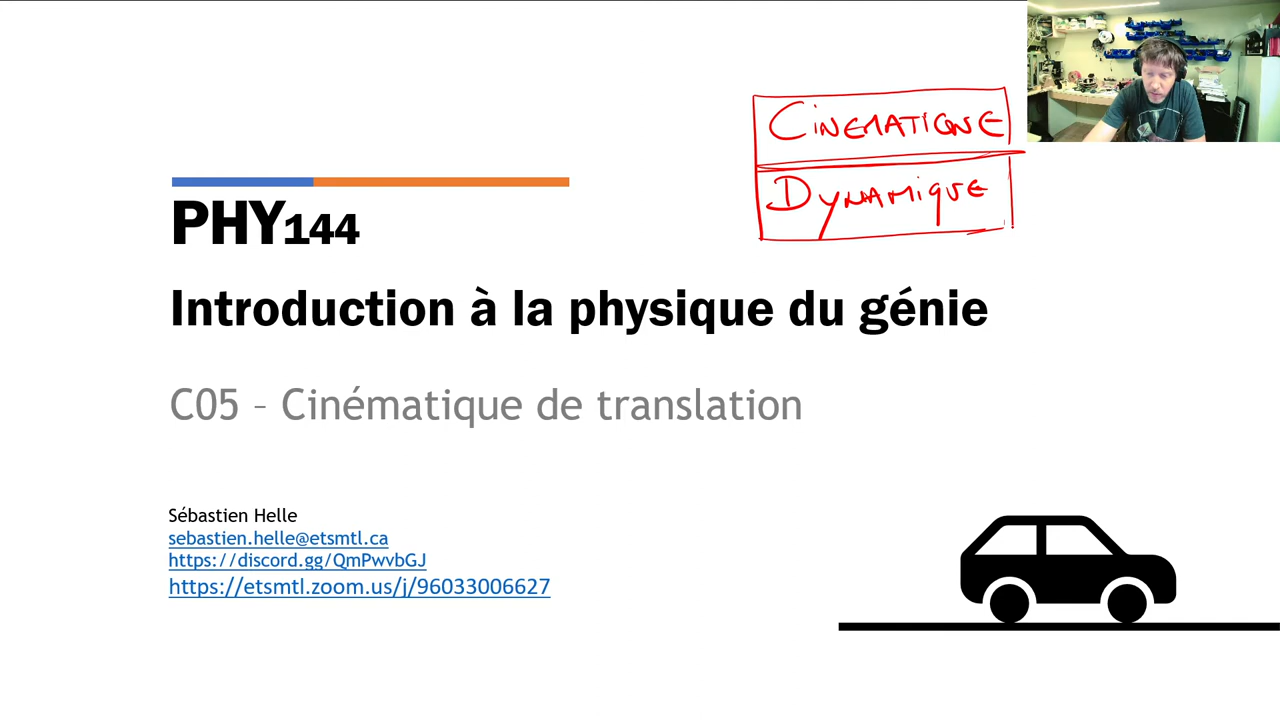 CINEMATIQUE
DYNAMIQUE
PHY144
Introduction à la physique du génie
C05 – Cinématique de translation
Sébastien Helle
sebastien.helle@etsmtl.ca
https://discord.gg/QmPwvbGJ
https://etsmtl.zoom.us/j/96033006627